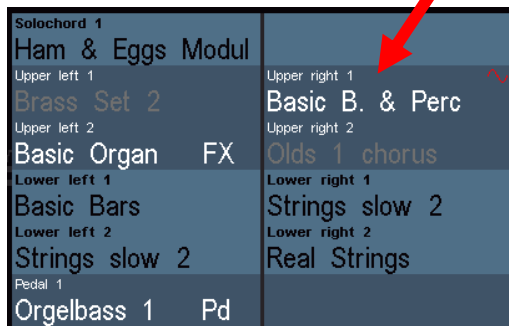 Solochord 1
Ham & Eggs Modul
Upper left 1
Brass Set 2
Upper right 1
Basic B. & Perc
Upper left 2
Basic Organ FX
Upper right 2
Olds 1 chorus
Lower left 1
Basic Bars
Lower right 1
Strings slow 2
Lower left 2
Strings slow 2
Lower right 2
Real Strings
Pedal 1
Orgelbass 1 Pd